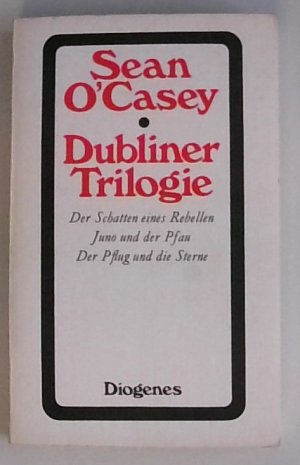 Sean
O'Casey
•
Dubliner
Trilogie
Der Schatten eines Rebellen
Juno und der Pfau
Der Pflug und die Sterne
Diogenes